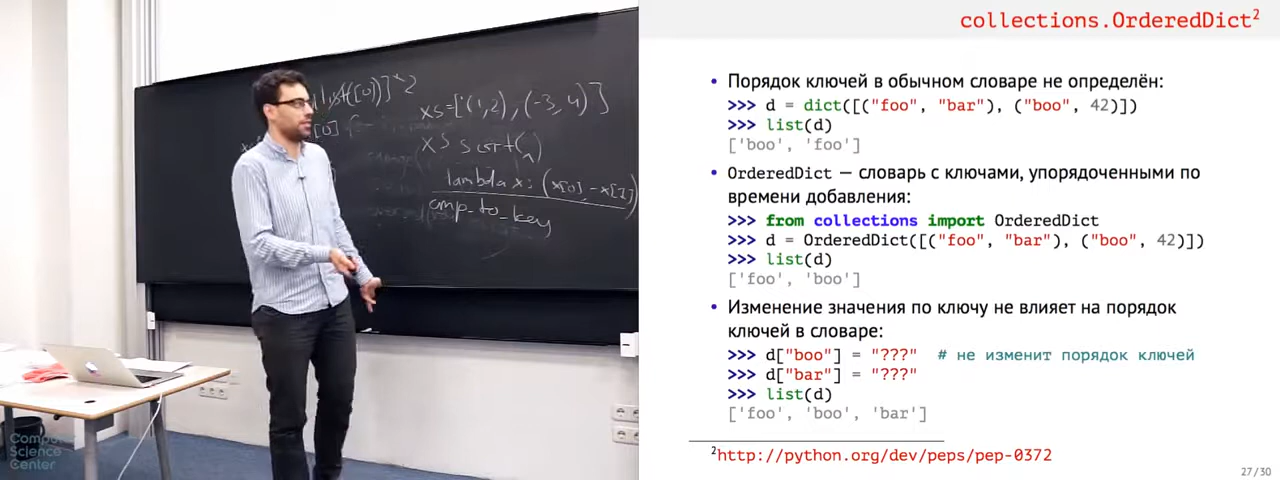 xs=[(1,2),(-3,4)]
xs sort( )
lambda x: (x[0], -x[1])
cmp_to_key
Computer
Science
Center
collections.OrderedDict²
• Порядок ключей в обычном словаре не определён:
>>> d = dict([("foo", "bar"), ("boo", 42)])
>>> list(d)
['boo', 'foo']
• OrderedDict — словарь с ключами, упорядоченными по
времени добавления:
>>> from collections import OrderedDict
>>> d = OrderedDict([("foo", "bar"), ("boo", 42)])
>>> list(d)
['foo', 'boo']
• Изменение значения по ключу не влияет на порядок
ключей в словаре:
>>> d["boo"] = "???" # не изменит порядок ключей
>>> d["bar"] = "???"
>>> list(d)
['foo', 'boo', 'bar']
²http://python.org/dev/peps/pep-0372
27/30